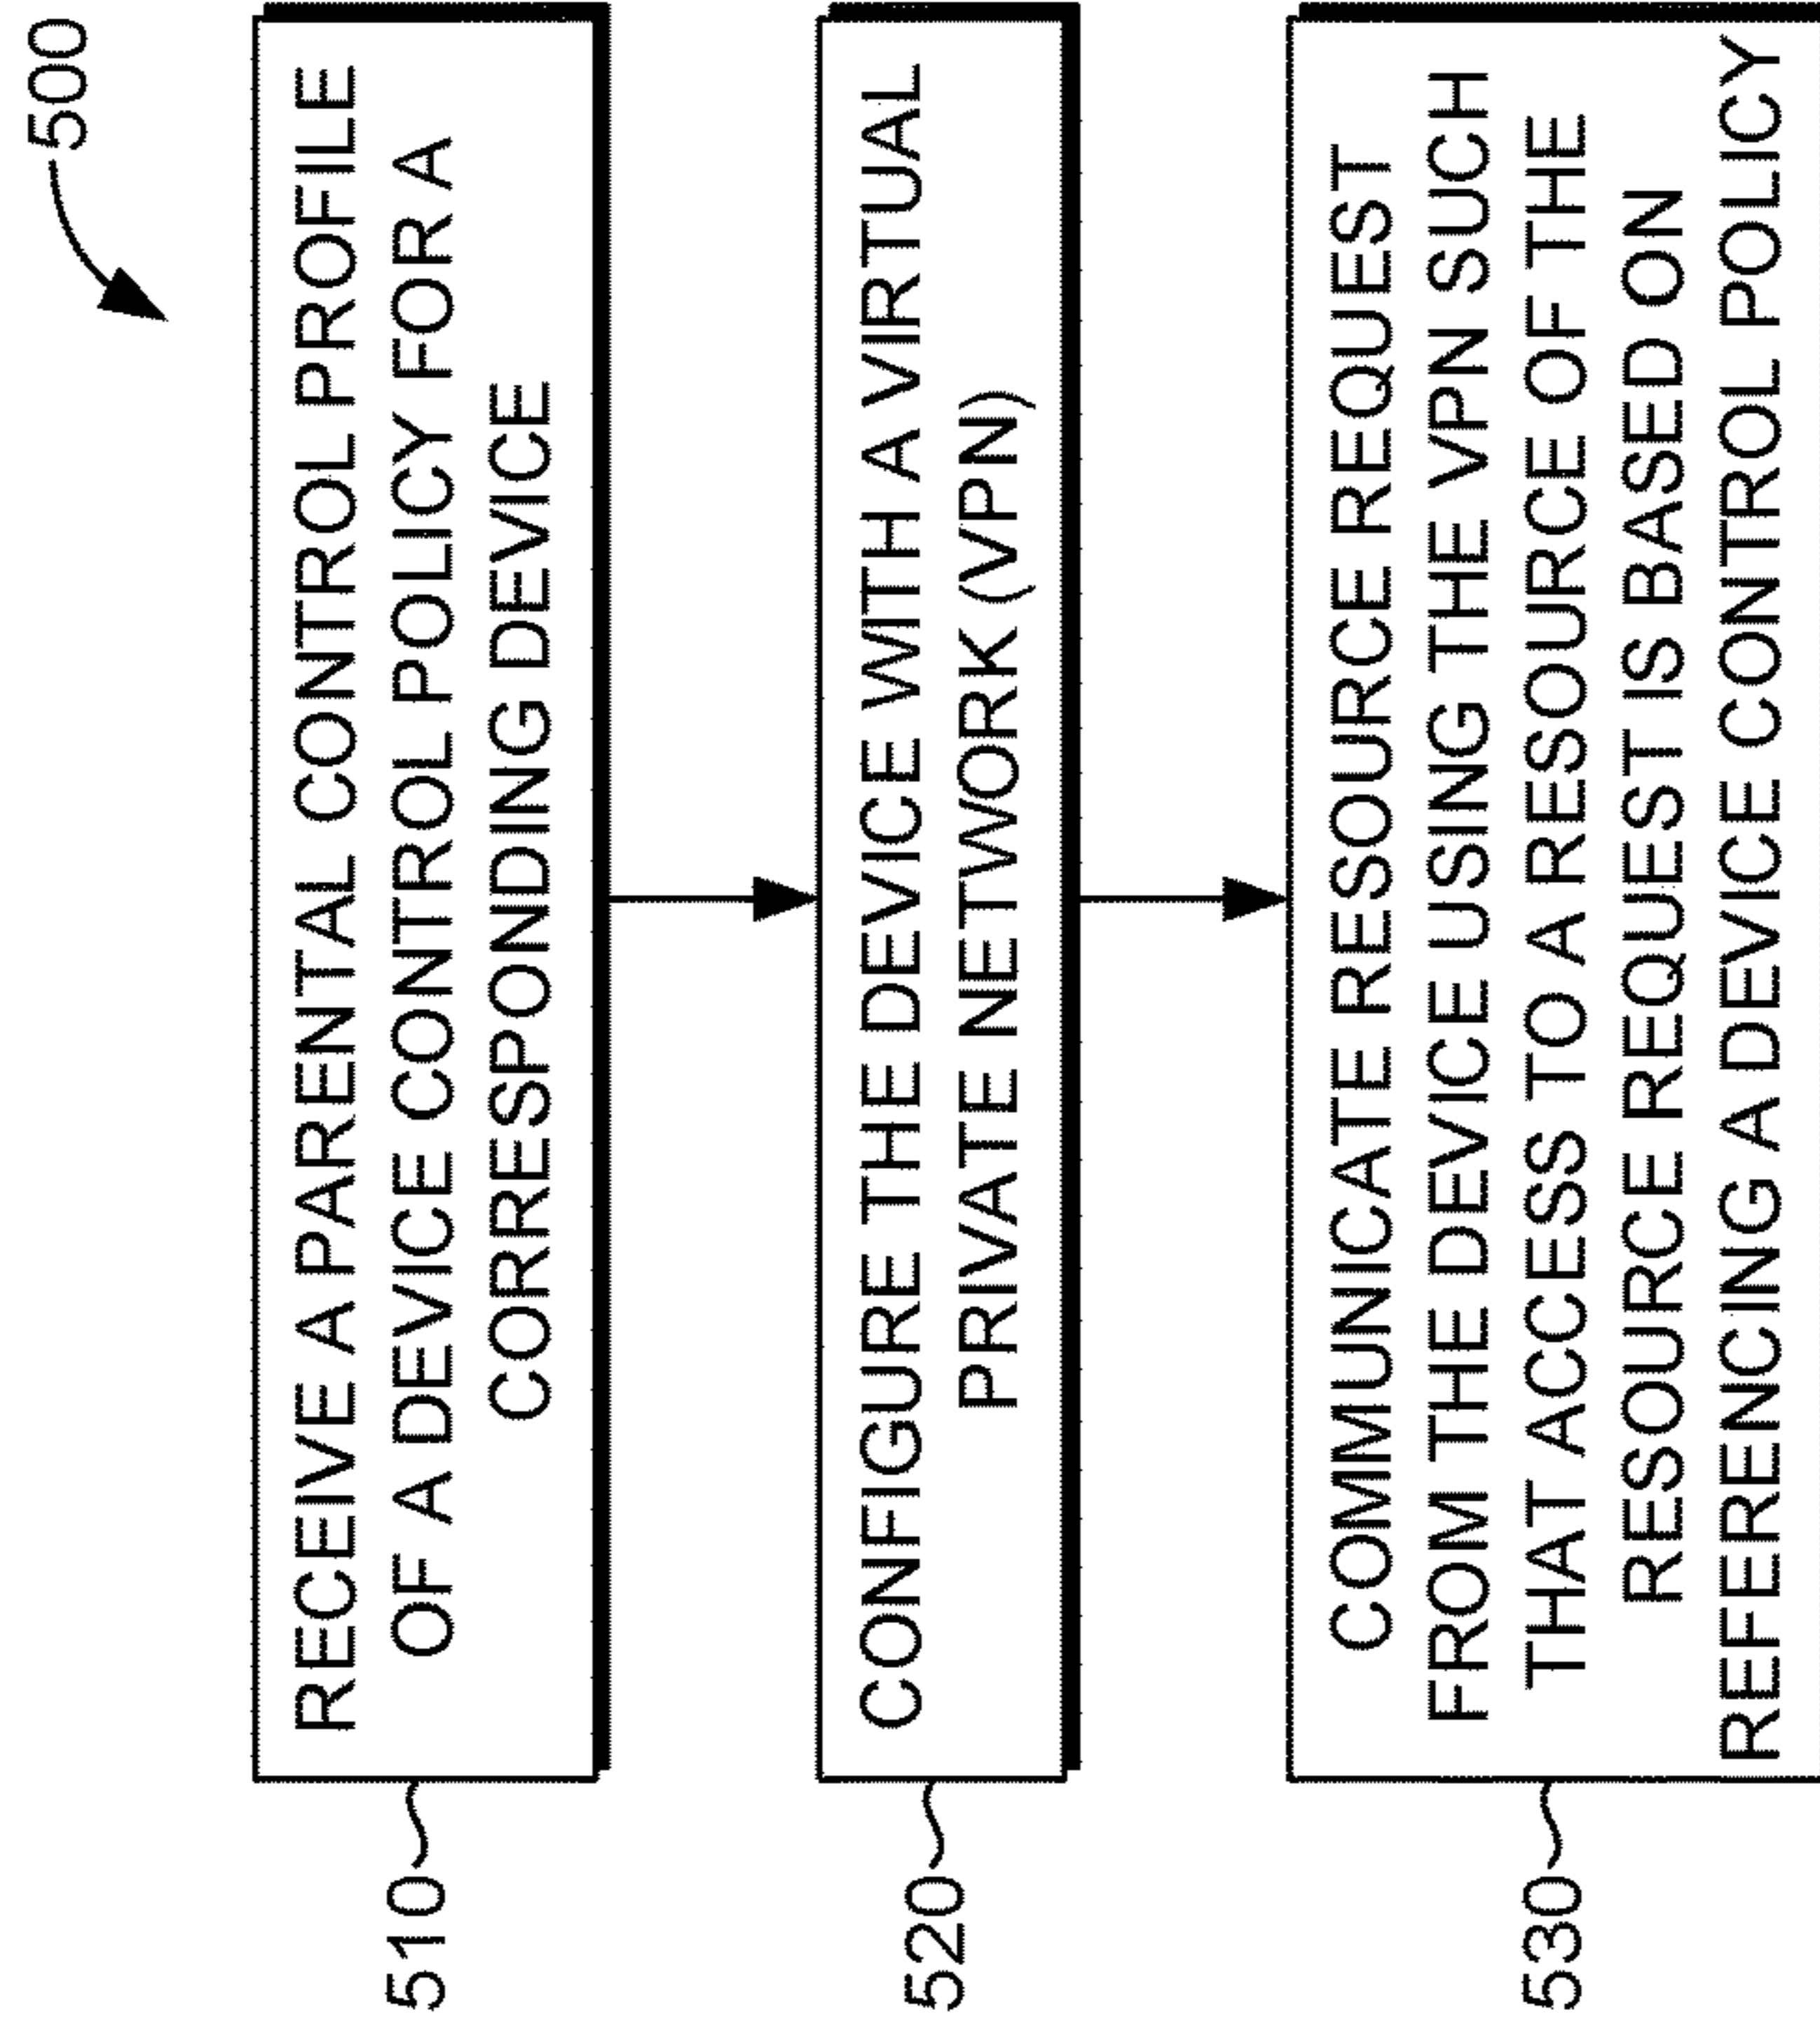 500
510
RECEIVE A PARENTAL CONTROL PROFILE
OF A DEVICE CONTROL POLICY FOR A
CORRESPONDING DEVICE
520
CONFIGURE THE DEVICE WITH A VIRTUAL
PRIVATE NETWORK (VPN)
530
COMMUNICATE RESOURCE REQUEST
FROM THE DEVICE USING THE VPN SUCH
THAT ACCESS TO A RESOURCE OF THE
RESOURCE REQUEST IS BASED ON
REFERENCING A DEVICE CONTROL POLICY